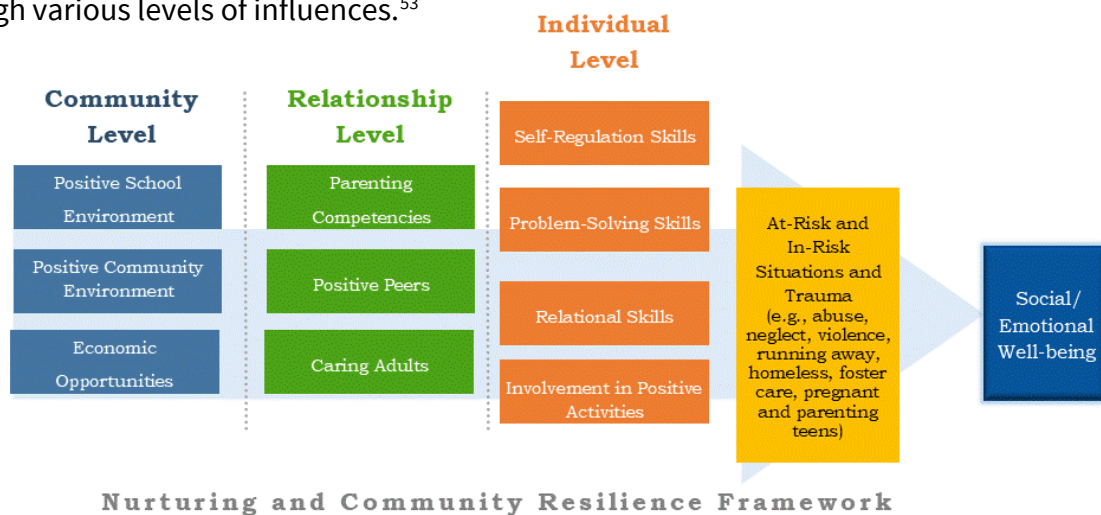 gh various levels of influences.53
Community
Level
Positive School
Environment
Positive Community
Environment
Economic
Opportunities
Relationship
Level
Parenting
Competencies
Positive Peers
Caring Adults
Individual
Level
Self-Regulation Skills
Problem-Solving Skills
Relational Skills
Involvement in Positive
Activities
At-Risk and
In-Risk
Situations and
Trauma
(e.g., abuse,
neglect, violence,
running away,
homeless, foster
care, pregnant
and parenting
teens)
Social/
Emotional
Well-being
Nurturing and Community Resilience Framework